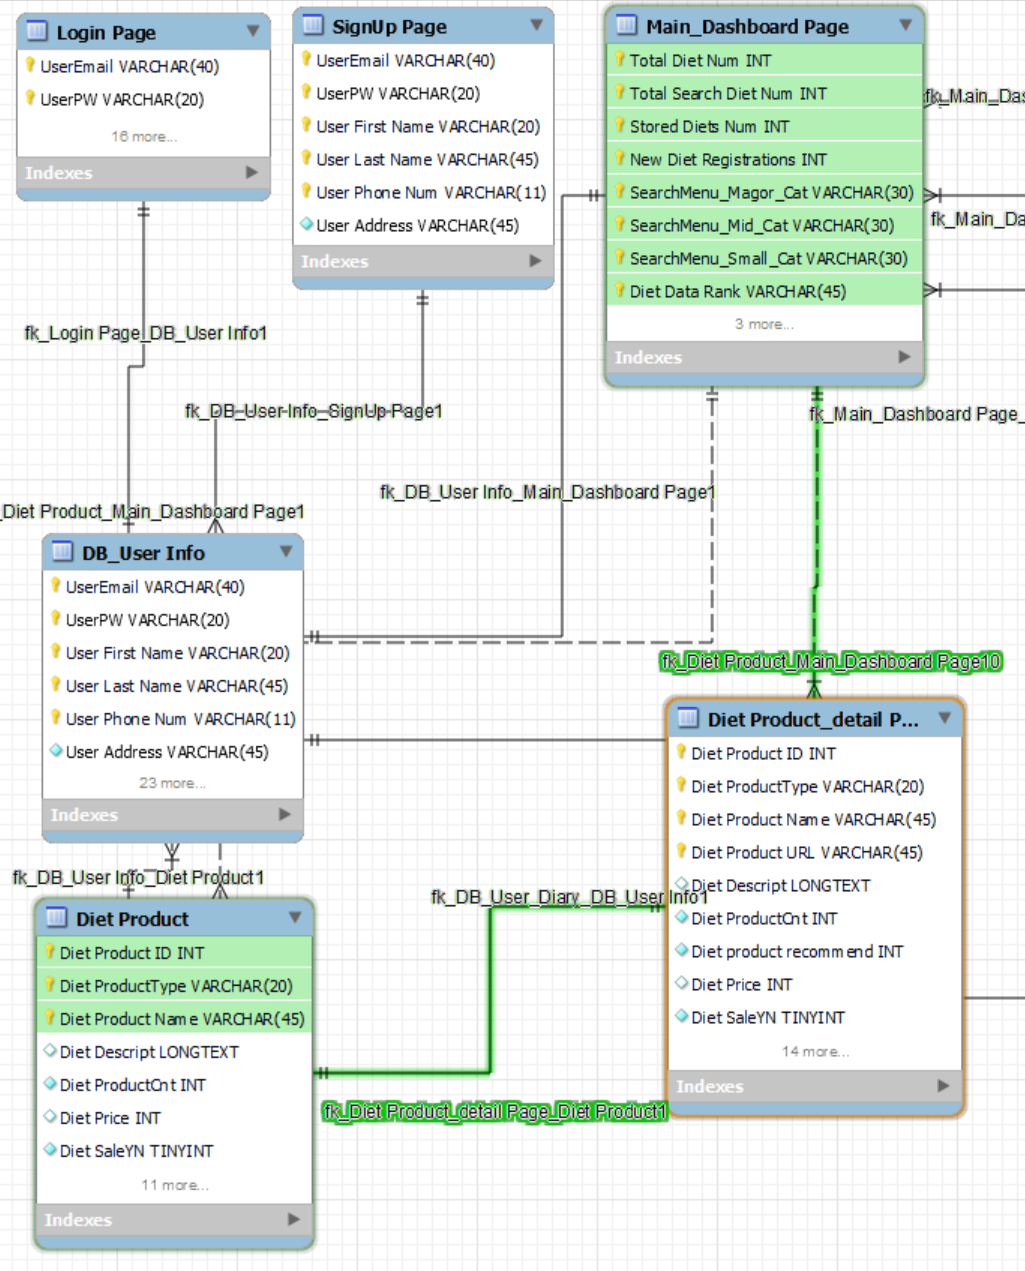 Login Page
UserEmail VARCHAR(40)
UserPW VARCHAR(20)
16 more...
Indexes
SignUp Page
UserEmail VARCHAR(40)
UserPW VARCHAR(20)
User First Name VARCHAR(20)
User Last Name VARCHAR(45)
User Phone Num VARCHAR(11)
User Address VARCHAR(45)
Indexes
Main_Dashboard Page
Total Diet Num INT
Total Search Diet Num INT
Stored Diets Num INT
New Diet Registrations INT
SearchMenu_Magor_Cat VARCHAR(30)
SearchMenu_Mid_Cat VARCHAR(30)
SearchMenu_Small_Cat VARCHAR(30)
Diet Data Rank VARCHAR(45)
3 more...
Indexes
fk_Main_Das
fk_Main_Da
fk_Login Page_DB_User Info1
fk_DB_User Info_SignUp Page1
fk_Main_Dashboard Page_
fk_DB_User Info_Main_Dashboard Page1
_Diet Product_Main_Dashboard Page1
DB_User Info
UserEmail VARCHAR(40)
UserPW VARCHAR(20)
User First Name VARCHAR(20)
User Last Name VARCHAR(45)
User Phone Num VARCHAR(11)
User Address VARCHAR(45)
23 more...
Indexes
fk_Diet Product_Main_Dashboard Page10
Diet Product_detail P...
Diet Product ID INT
Diet ProductType VARCHAR(20)
Diet Product Name VARCHAR(45)
Diet Product URL VARCHAR(45)
Diet Descript LONGTEXT
Diet ProductCnt INT
Diet product recommend INT
Diet Price INT
Diet SaleYN TINYINT
14 more...
Indexes
fk_DB_User Info_Diet Product1
fk_DB_User_Diary_DB_User Info1
Diet Product
Diet Product ID INT
Diet ProductType VARCHAR(20)
Diet Product Name VARCHAR(45)
Diet Descript LONGTEXT
Diet ProductCnt INT
Diet Price INT
Diet SaleYN TINYINT
11 more...
Indexes
fk_Diet Product_detail Page_Diet Product1